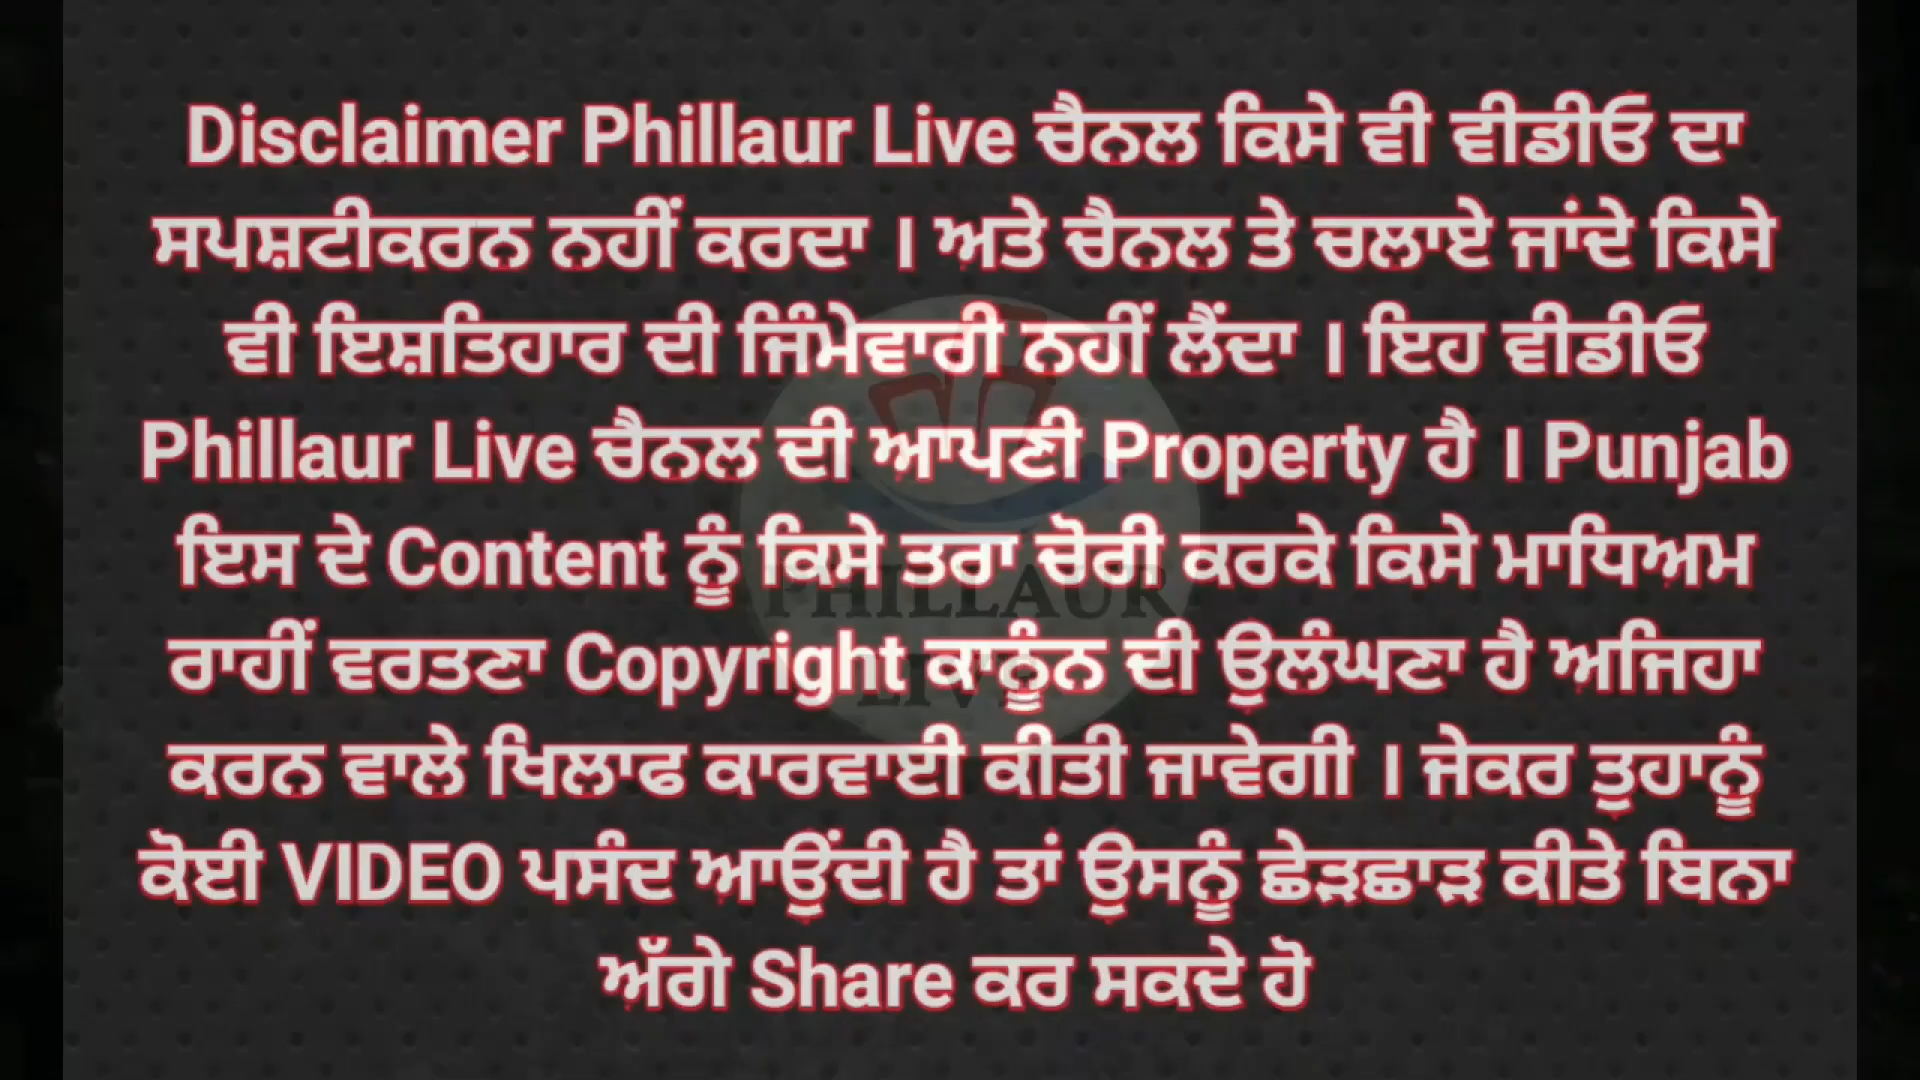 Disclaimer Phillaur Live ਚੈਨਲ ਕਿਸੇ ਵੀ ਵੀਡੀਓ ਦਾ
ਸਪਸ਼ਟੀਕਰਨ ਨਹੀਂ ਕਰਦਾ । ਅਤੇ ਚੈਨਲ ਤੇ ਚਲਾਏ ਜਾਂਦੇ ਕਿਸੇ
ਵੀ ਇਸ਼ਤਿਹਾਰ ਦੀ ਜਿੰਮੇਵਾਰੀ ਨਹੀਂ ਲੈਂਦਾ । ਇਹ ਵੀਡੀਓ
Phillaur Live ਚੈਨਲ ਦੀ ਆਪਣੀ Property ਹੈ । Punjab
ਇਸ ਦੇ Content ਨੂੰ ਕਿਸੇ ਤਰਾ ਚੋਰੀ ਕਰਕੇ ਕਿਸੇ ਮਾਧਿਅਮ
PHILLAUR
ਰਾਹੀਂ ਵਰਤਣਾ Copyright ਕਾਨੂੰਨ ਦੀ ਉਲੰਘਣਾ ਹੈ ਅਜਿਹਾ
LIVE
ਕਰਨ ਵਾਲੇ ਖਿਲਾਫ ਕਾਰਵਾਈ ਕੀਤੀ ਜਾਵੇਗੀ । ਜੇਕਰ ਤੁਹਾਨੂੰ
ਕੋਈ VIDEO ਪਸੰਦ ਆਉਂਦੀ ਹੈ ਤਾਂ ਉਸਨੂੰ ਛੇੜਛਾੜ ਕੀਤੇ ਬਿਨਾ
ਅੱਗੇ Share ਕਰ ਸਕਦੇ ਹੋ